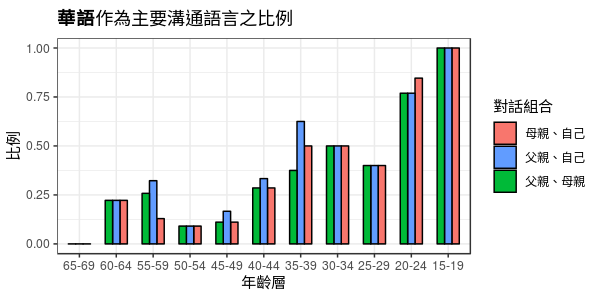 華語作為主要溝通語言之比例
1.00
0.75
0.50
0.25
0.00
比例
65-69 60-64 55-59 50-54 45-49 40-44 35-39 30-34 25-29 20-24 15-19
年齡層
對話組合
母親、自己
父親、自己
父親、母親